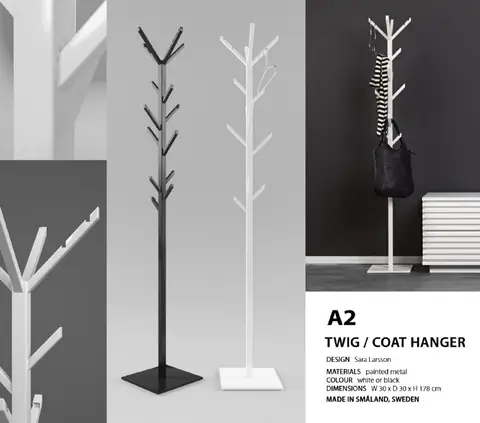 A2
TWIG / COAT HANGER
DESIGN Sara Larsson
MATERIALS painted metal
COLOUR white or black
DIMENSIONS W 30 x D 30 x H 178 cm
MADE IN SMÅLAND, SWEDEN